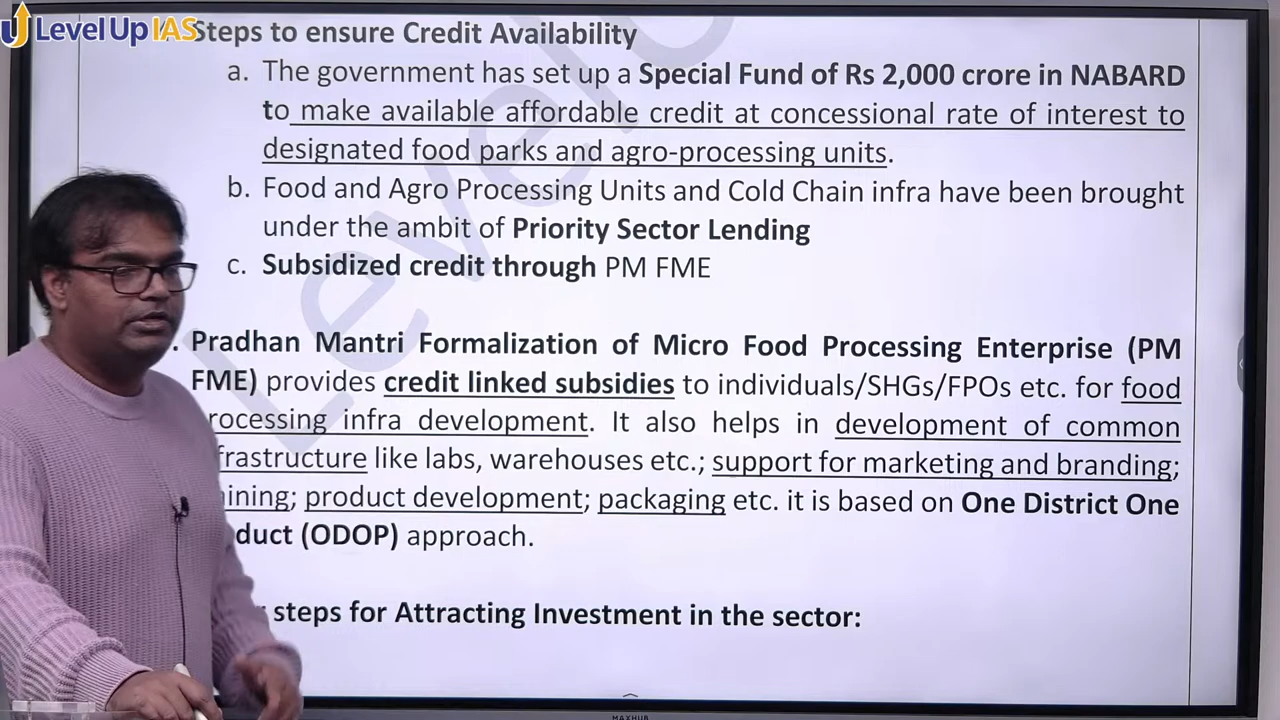 Level Up IAS
Steps to ensure Credit Availability
a. The government has set up a Special Fund of Rs 2,000 crore in NABARD
to make available affordable credit at concessional rate of interest to
designated food parks and agro-processing units.
b. Food and Agro Processing Units and Cold Chain infra have been brought
under the ambit of Priority Sector Lending
c. Subsidized credit through PM FME
. Pradhan Mantri Formalization of Micro Food Processing Enterprise (PM
FME) provides credit linked subsidies to individuals/SHGs/FPOs etc. for food
rocessing infra development. It also helps in development of common
frastructure like labs, warehouses etc.; support for marketing and branding;
ining; product development; packaging etc. it is based on One District One
duct (ODOP) approach.
steps for Attracting Investment in the sector:
MAXHUB